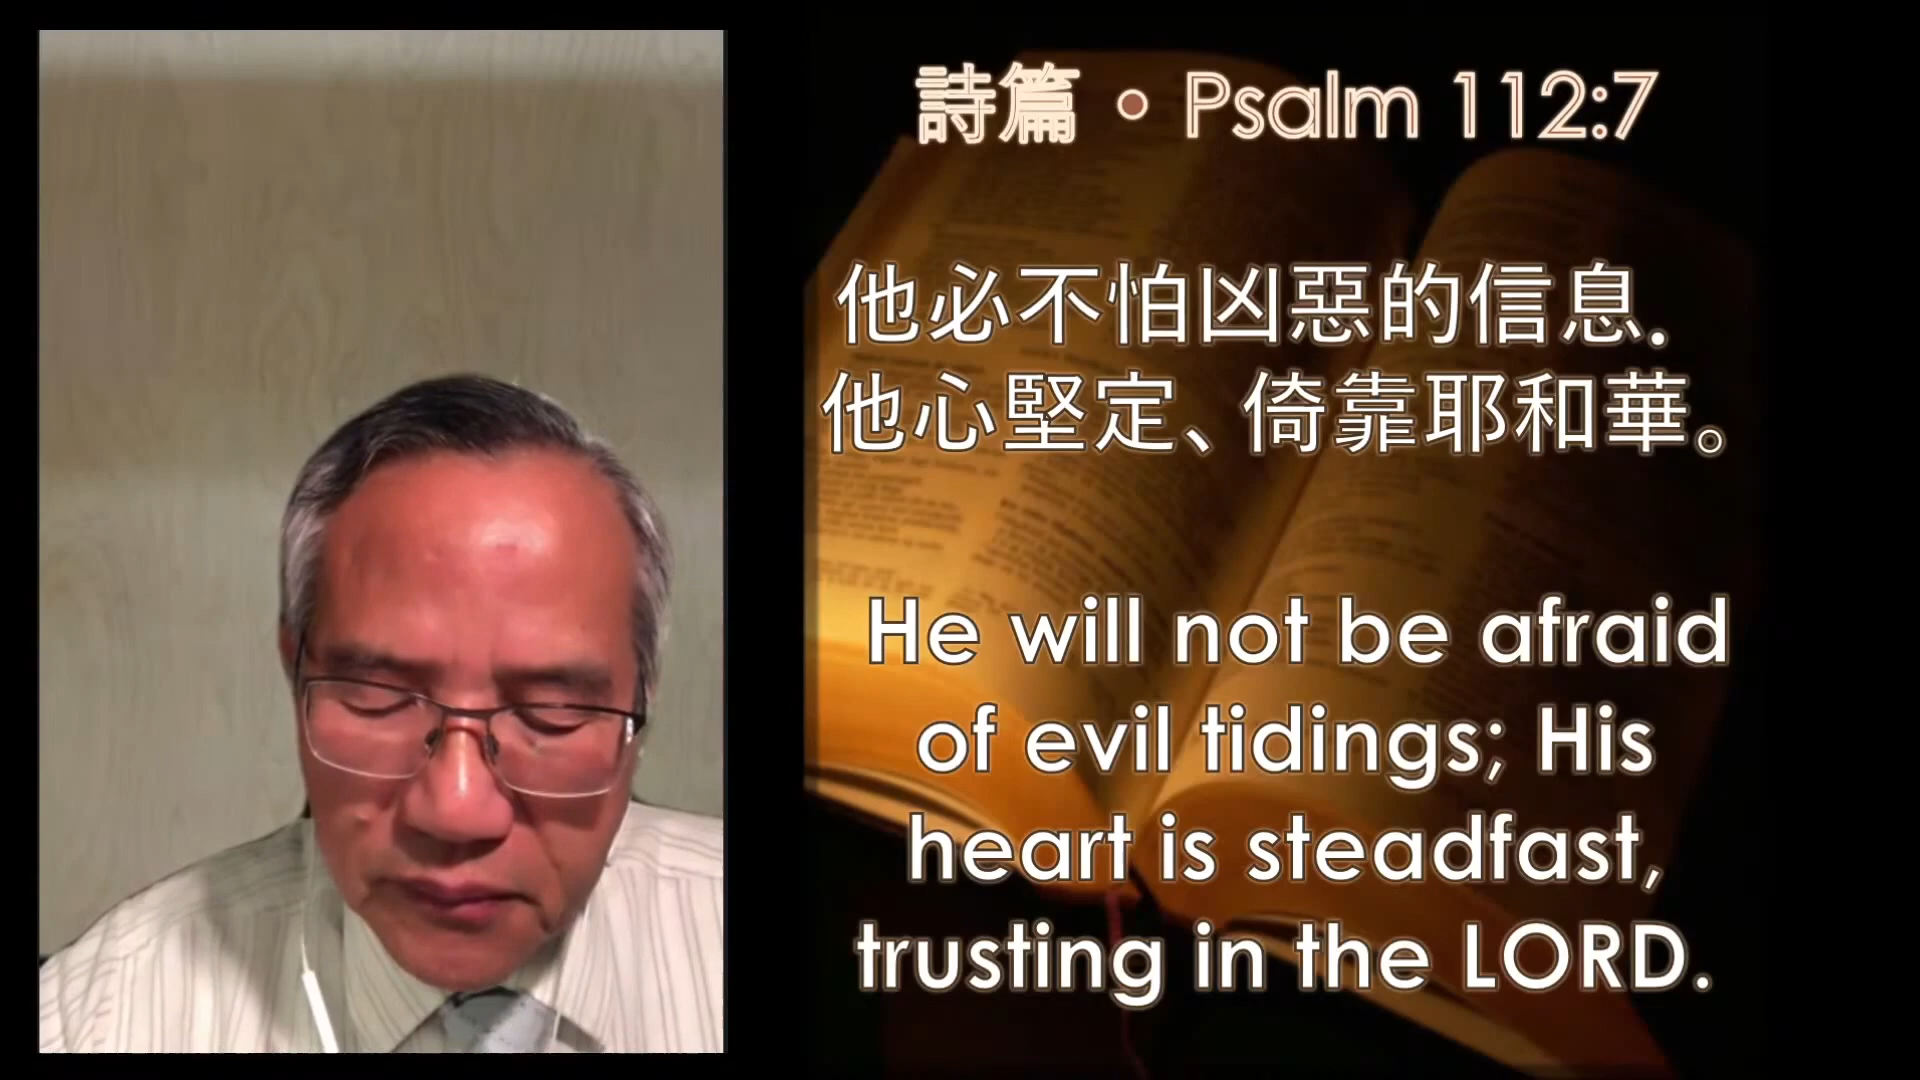 詩篇 • Psalm 112:7
他必不怕凶惡的信息．
他心堅定、倚靠耶和華。
He will not be afraid
of evil tidings; His
heart is steadfast,
trusting in the LORD.